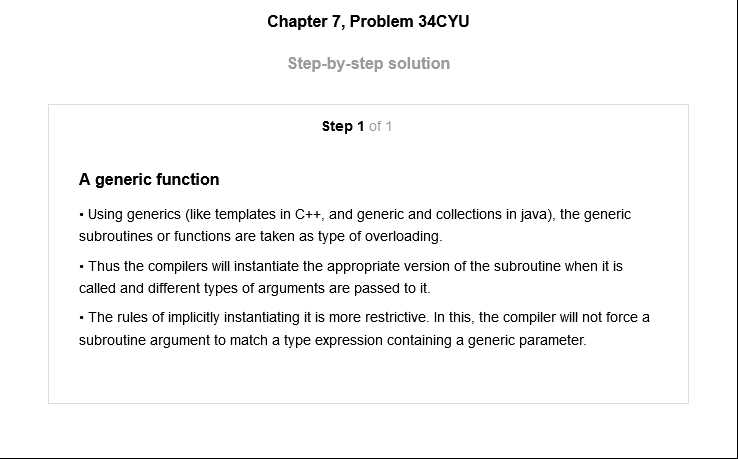 Chapter 7, Problem 34CYU
Step-by-step solution
Step 1 of 1
A generic function
• Using generics (like templates in C++, and generic and collections in java), the generic
subroutines or functions are taken as type of overloading.
• Thus the compilers will instantiate the appropriate version of the subroutine when it is
called and different types of arguments are passed to it.
• The rules of implicitly instantiating it is more restrictive. In this, the compiler will not force a
subroutine argument to match a type expression containing a generic parameter.